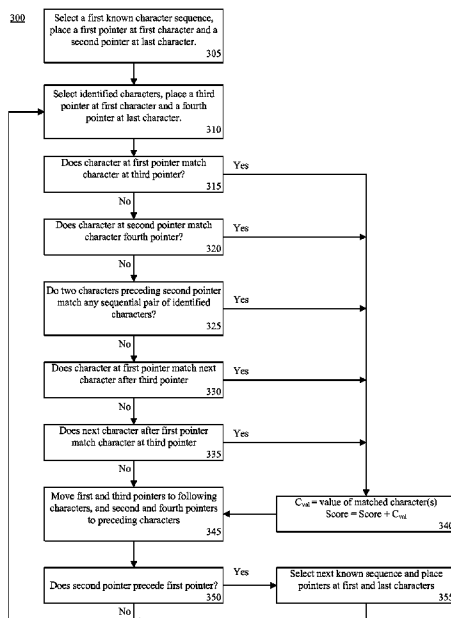 300
Select a first known character sequence,
place a first pointer at first character and a
second pointer at last character.
305
Select identified characters, place a third
pointer at first character and a fourth
pointer at last character.
310
Does character at first pointer match
character at third pointer?
315
Yes
No
Does character at second pointer match
character fourth pointer?
320
Yes
No
Do two characters preceding second pointer
match any sequential pair of identified
characters?
325
Yes
No
Does character at first pointer match next
character after third pointer
330
Yes
No
Does next character after first pointer
match character at third pointer
335
Yes
No
Move first and third pointers to following
characters, and second and fourth pointers
to preceding characters
345
Cval = value of matched character(s)
Score = Score + Cval
340
Does second pointer precede first pointer?
350
Yes
No
Select next known sequence and place
pointers at first and last characters
355